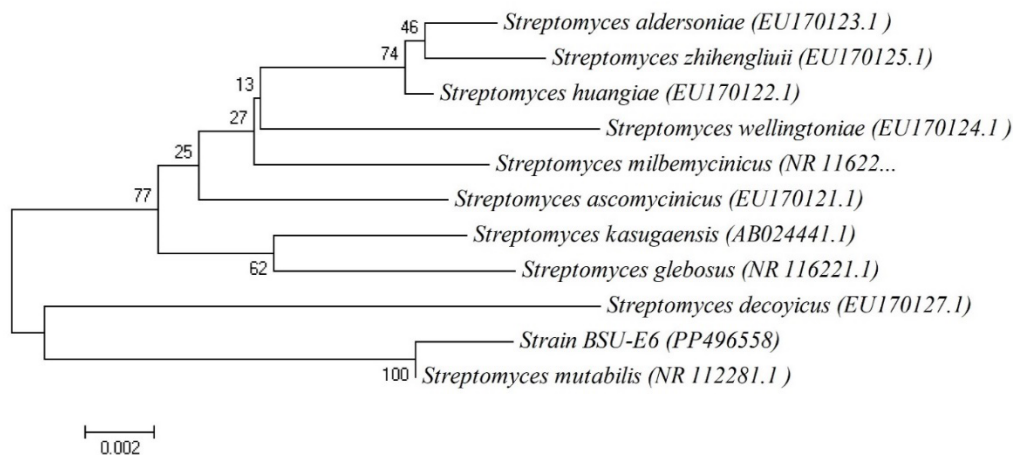 46 Streptomyces aldersoniae (EU170123.1 )
74 Streptomyces zhihengliuii (EU170125.1)
13 Streptomyces huangiae (EU170122.1)
27 Streptomyces wellingtoniae (EU170124.1 )
25 Streptomyces milbemycinicus (NR 11622...
77 Streptomyces ascomycinicus (EU170121.1)
Streptomyces kasugaensis (AB024441.1)
62 Streptomyces glebosus (NR 116221.1)
Streptomyces decoyicus (EU170127.1)
Strain BSU-E6 (PP496558)
100 Streptomyces mutabilis (NR 112281.1 )
0.002